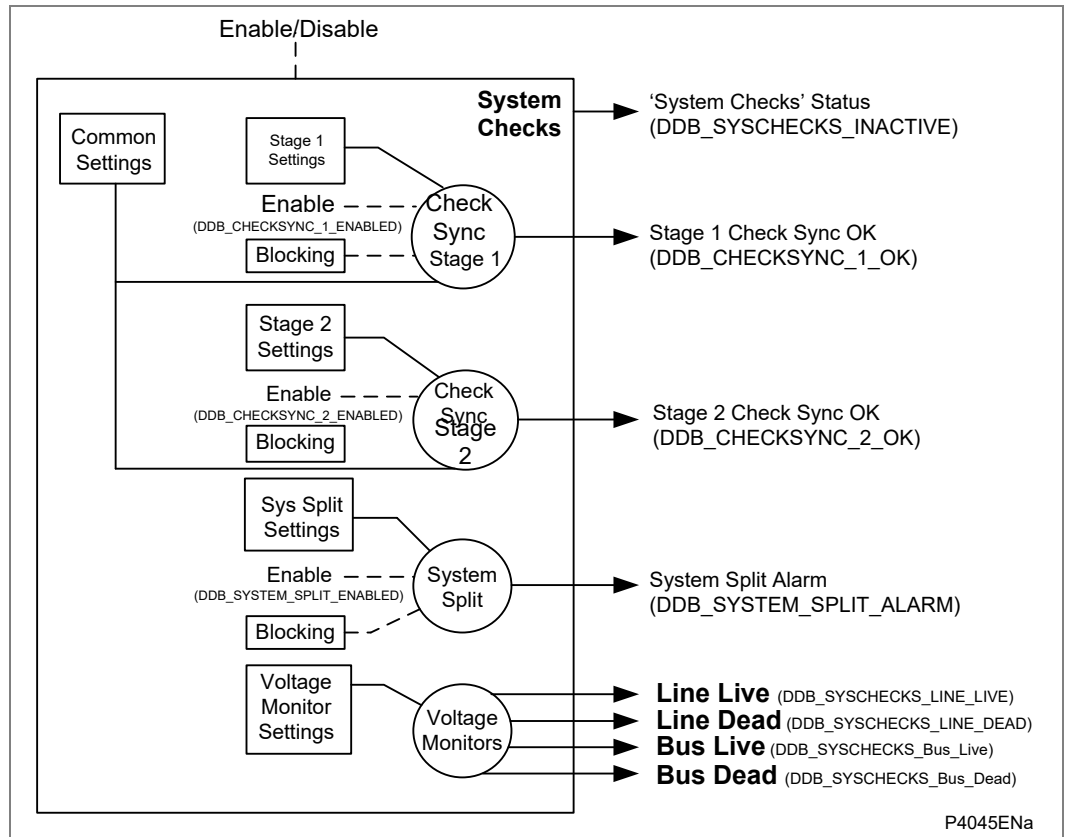 Enable/Disable
System
Checks
'System Checks' Status
(DDB_SYSCHECKS_INACTIVE)
Common
Settings
Stage 1
Settings
Enable
(DDB_CHECKSYNC_1_ENABLED)
Blocking
Check
Sync
Stage 1
Stage 1 Check Sync OK
(DDB_CHECKSYNC_1_OK)
Stage 2
Settings
Enable
(DDB_CHECKSYNC_2_ENABLED)
Blocking
Check
Sync
Stage
2
Stage 2 Check Sync OK
(DDB_CHECKSYNC_2_OK)
Sys Split
Settings
Enable
(DDB_SYSTEM_SPLIT_ENABLED)
Blocking
System
Split
System Split Alarm
(DDB_SYSTEM_SPLIT_ALARM)
Voltage
Monitor
Settings
Voltage
Monitors
Line Live (DDB_SYSCHECKS_LINE_LIVE)
Line Dead (DDB_SYSCHECKS_LINE_DEAD)
Bus Live (DDB_SYSCHECKS_Bus_Live)
Bus Dead (DDB_SYSCHECKS_Bus_Dead)
P4045ENa